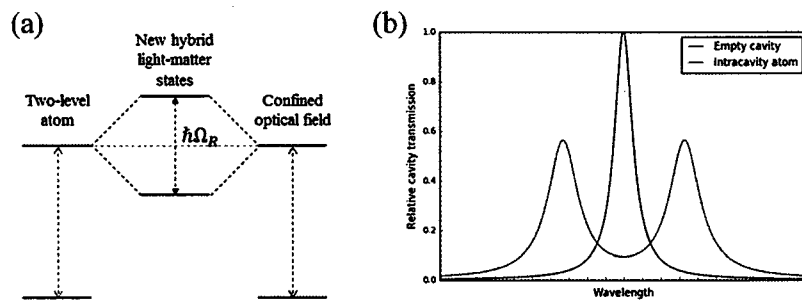 (a)
New hybrid
light-matter
states
Two-level
atom
ℏΩ_R
Confined
optical field
(b)
Empty cavity
Intracavity atom
Relative cavity transmission
1.0
0.8
0.6
0.4
0.2
0.0
Wavelength